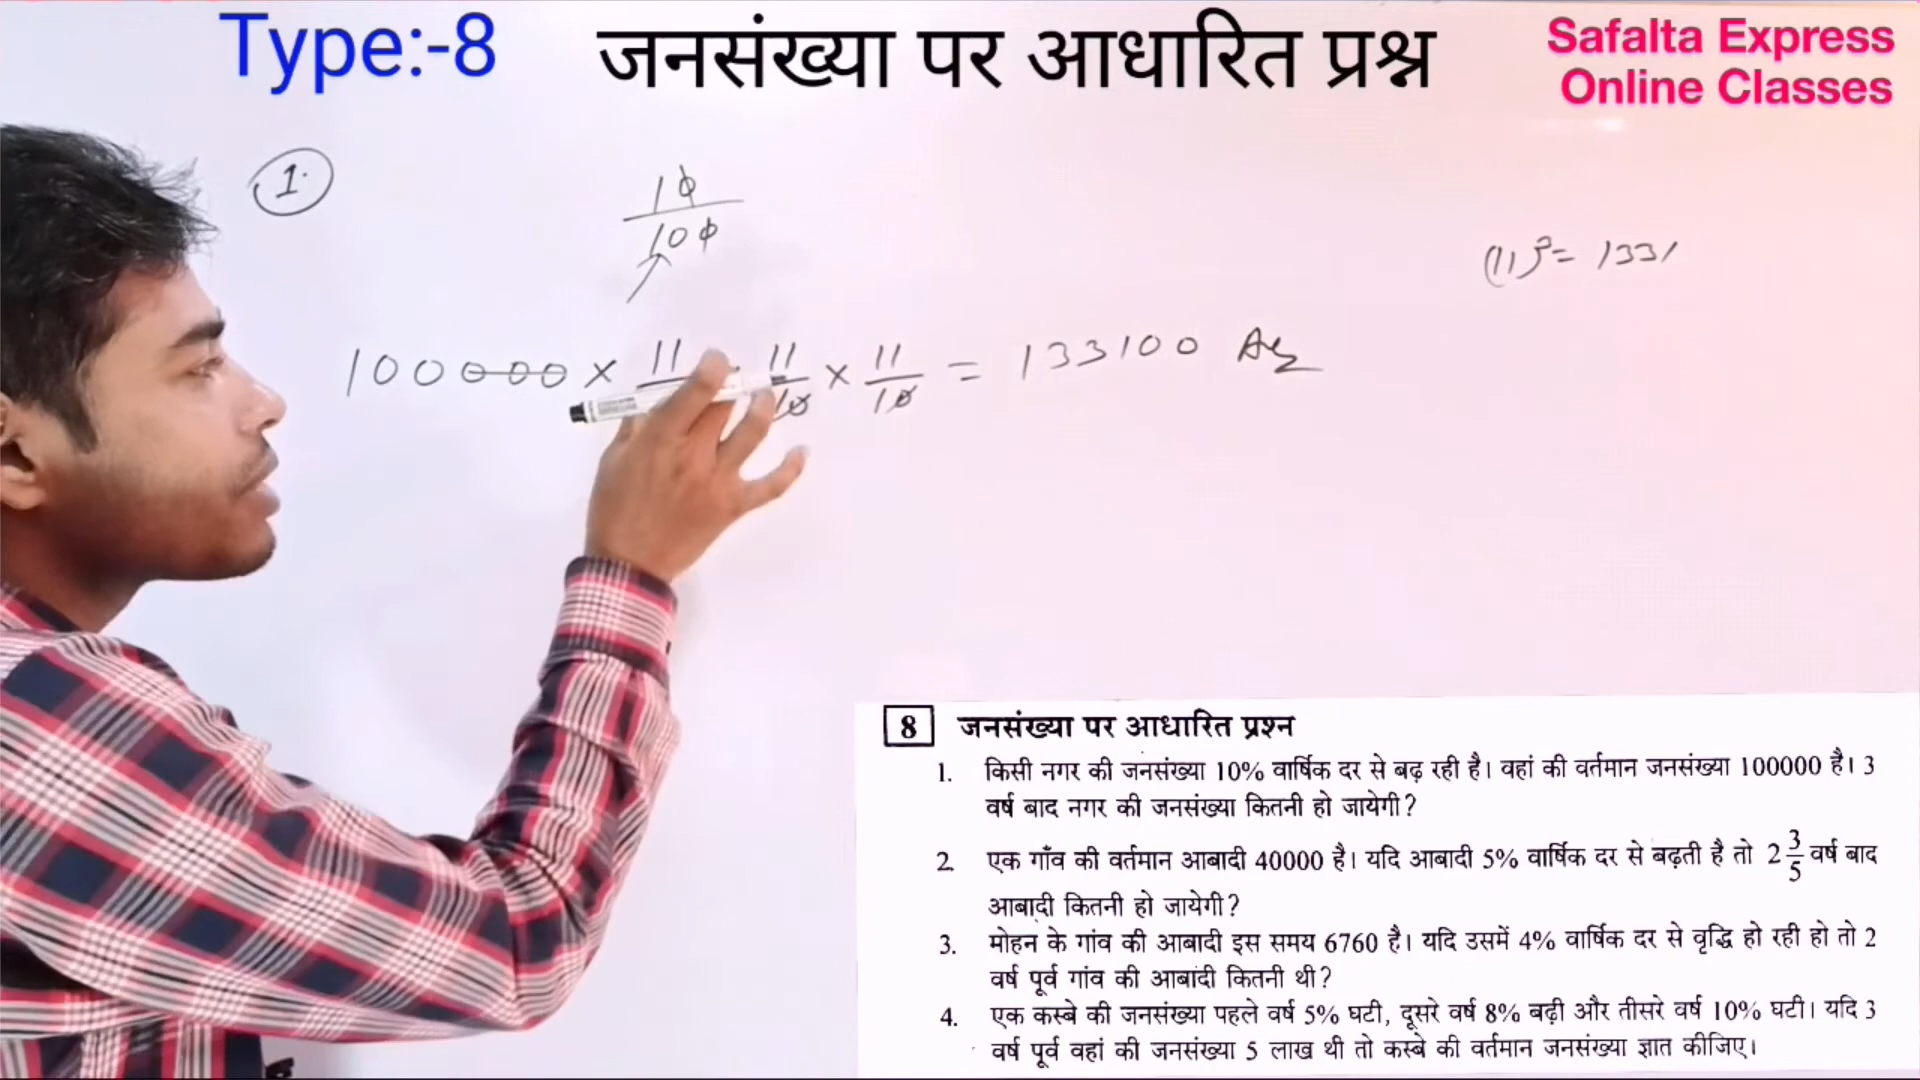 Type:-8 जनसंख्या पर आधारित प्रश्न
Safalta Express
Online Classes
1.
10
100
(11)³ = 1331
100000 × 11 11/10 × 11/10 = 133100 Ans
8 जनसंख्या पर आधारित प्रश्न
1. किसी नगर की जनसंख्या 10% वार्षिक दर से बढ़ रही है। वहां की वर्तमान जनसंख्या 100000 है। 3
वर्ष बाद नगर की जनसंख्या कितनी हो जायेगी?
2. एक गाँव की वर्तमान आबादी 40000 है। यदि आबादी 5% वार्षिक दर से बढ़ती है तो 2 3/5 वर्ष बाद
आबादी कितनी हो जायेगी?
3. मोहन के गांव की आबादी इस समय 6760 है। यदि उसमें 4% वार्षिक दर से वृद्धि हो रही हो तो 2
वर्ष पूर्व गांव की आबादी कितनी थी?
4. एक कस्बे की जनसंख्या पहले वर्ष 5% घटी, दूसरे वर्ष 8% बढ़ी और तीसरे वर्ष 10% घटी। यदि 3
वर्ष पूर्व वहां की जनसंख्या 5 लाख थी तो कस्बे की वर्तमान जनसंख्या ज्ञात कीजिए।